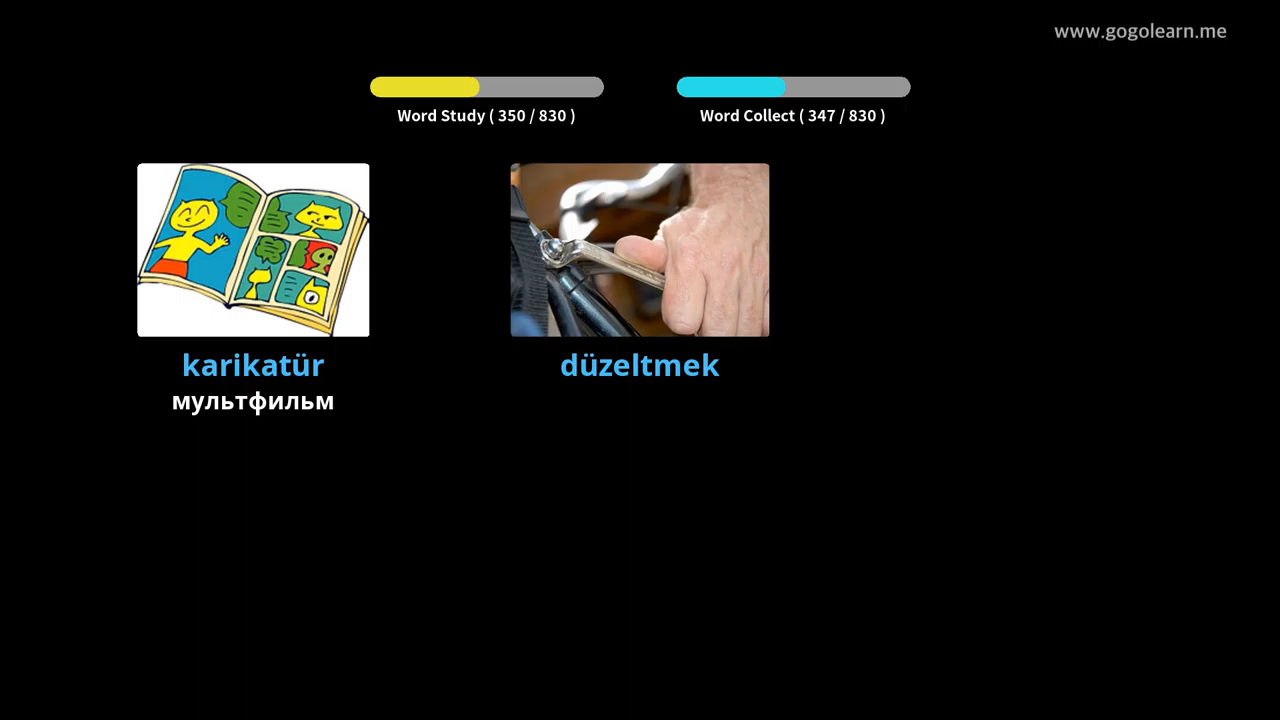 www.gogolearn.me
Word Study ( 350 / 830 )
Word Collect ( 347 / 830 )
karikatür
мультфильм
düzeltmek